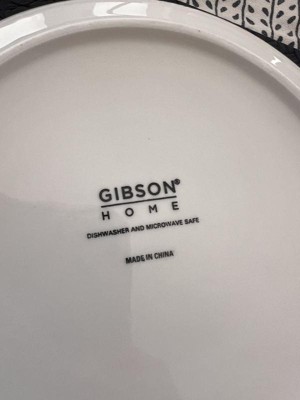 GIBSON®
HOME
DISHWASHER AND MICROWAVE SAFE
MADE IN CHINA